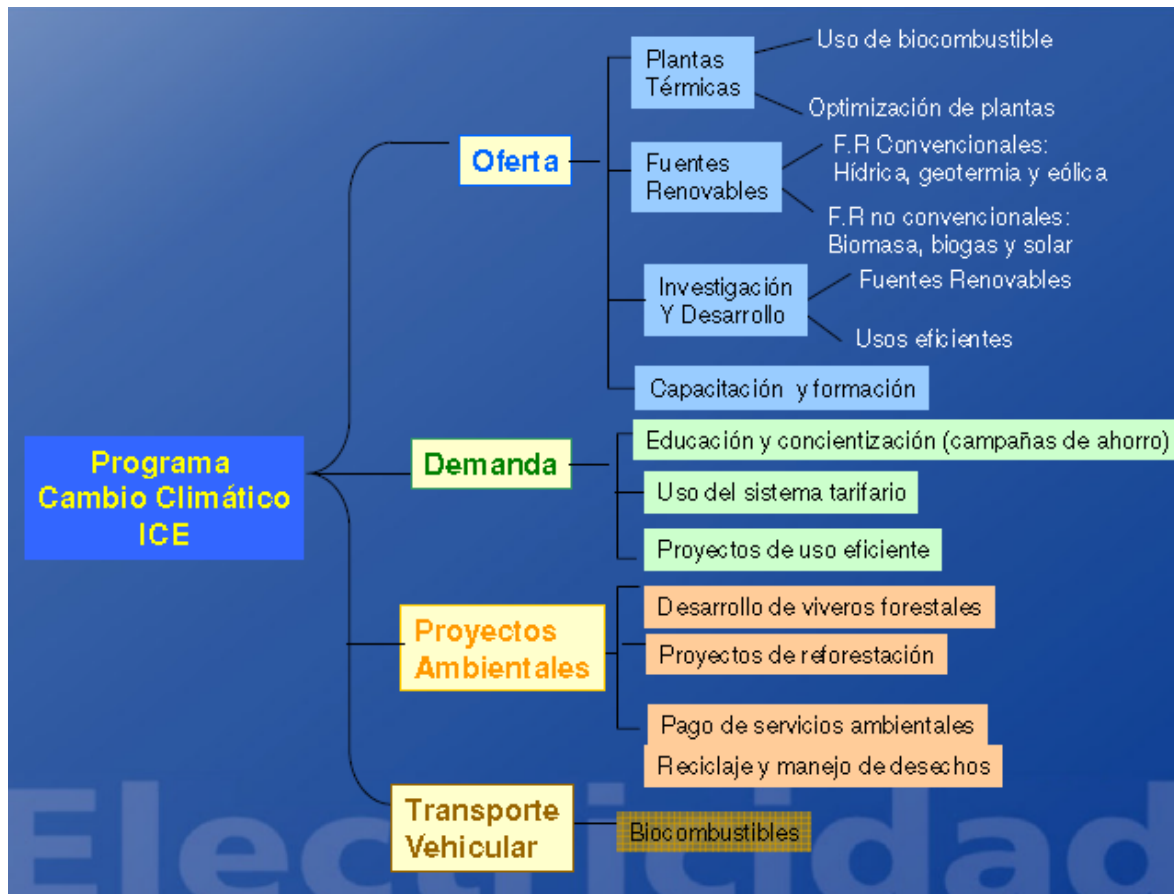 Programa
Cambio Climático
ICE
Oferta
Plantas
Térmicas
Uso de biocombustible
Optimización de plantas
Fuentes
Renovables
F.R Convencionales:
Hídrica, geotermia y eólica
F.R no convencionales:
Biomasa, biogas y solar
Investigación
Y Desarrollo
Fuentes Renovables
Usos eficientes
Capacitación y formación
Demanda
Educación y concientización (campañas de ahorro)
Uso del sistema tarifario
Proyectos de uso eficiente
Proyectos
Ambientales
Desarrollo de viveros forestales
Proyectos de reforestación
Pago de servicios ambientales
Reciclaje y manejo de desechos
Transporte
Vehicular
Biocombustibles
Electricidad